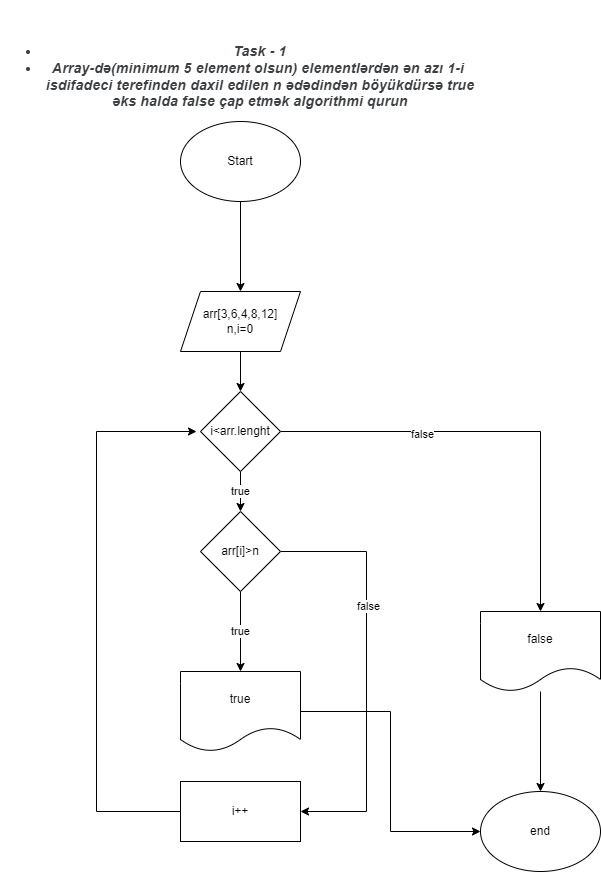 Task - 1
Array-də(minimum 5 element olsun) elementlərdən ən azı 1-i
isdifadeci terefinden daxil edilen n ədədindən böyükdürsə true
əks halda false çap etmək algorithmi qurun
Start
arr[3,6,4,8,12]
n,i=0
i<arr.lenght
false
true
arr[i]>n
false
true
true
false
i++
end